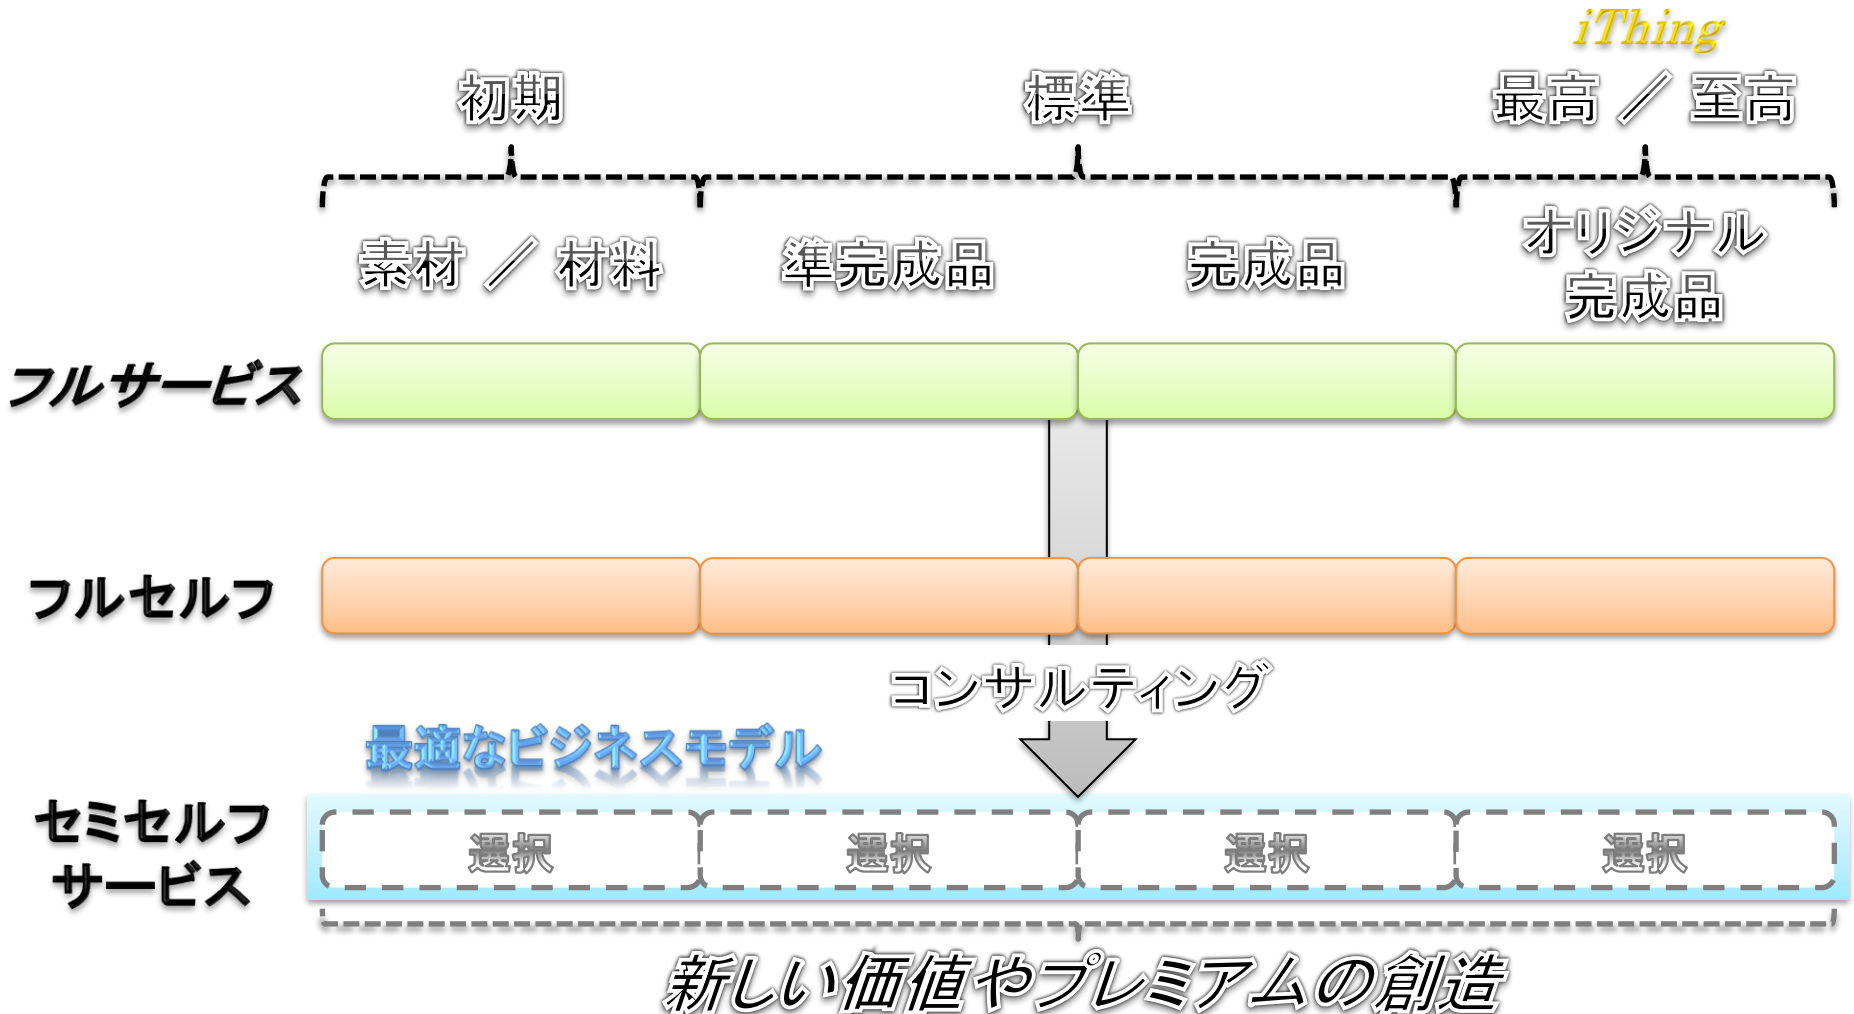 iThing
初期
標準
最高 ／ 至高
素材 ／ 材料
準完成品
完成品
オリジナル
完成品
フルサービス
フルセルフ
コンサルティング
最適なビジネスモデル
セミセルフ
サービス
選択
選択
選択
選択
新しい価値やプレミアムの創造